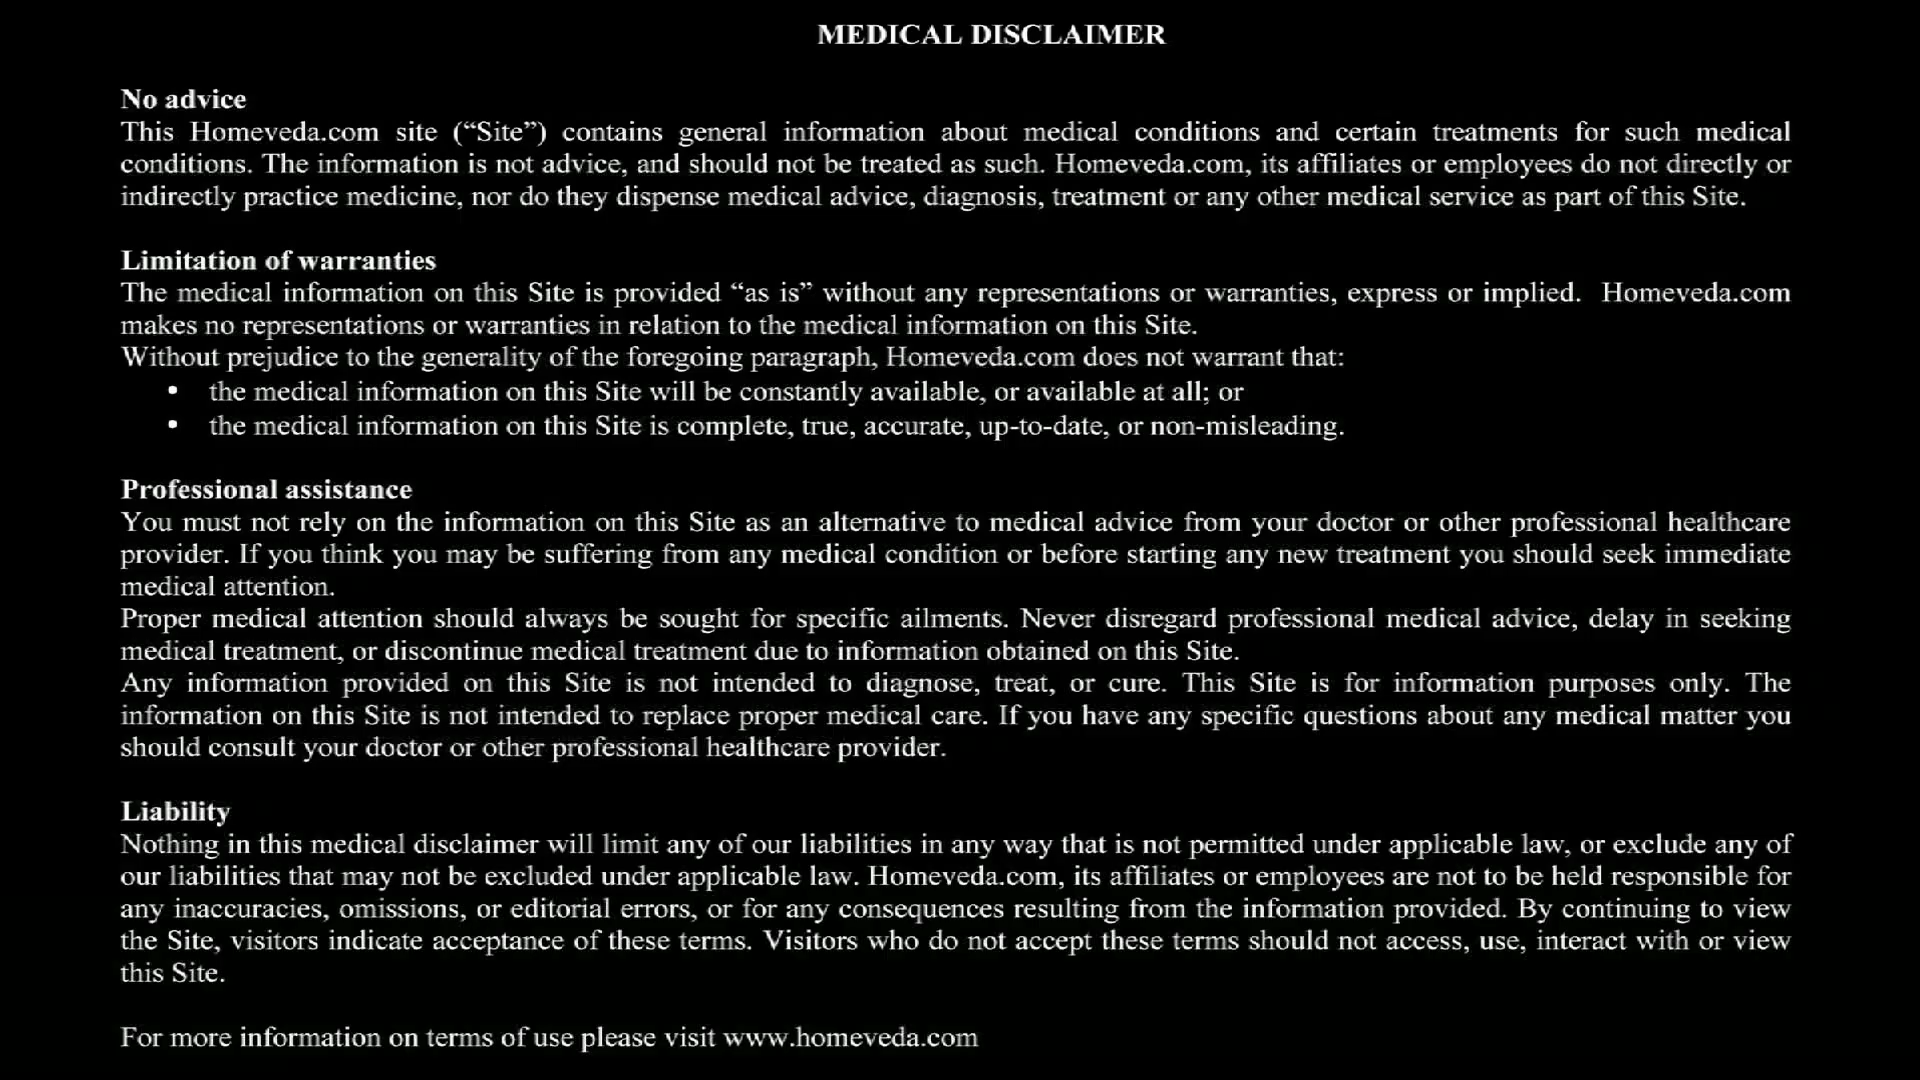 MEDICAL DISCLAIMER
No advice
This Homeveda.com site (“Site”) contains general information about medical conditions and certain treatments for such medical
conditions. The information is not advice, and should not be treated as such. Homeveda.com, its affiliates or employees do not directly or
indirectly practice medicine, nor do they dispense medical advice, diagnosis, treatment or any other medical service as part of this Site.
Limitation of warranties
The medical information on this Site is provided “as is” without any representations or warranties, express or implied.  Homeveda.com
makes no representations or warranties in relation to the medical information on this Site.
Without prejudice to the generality of the foregoing paragraph, Homeveda.com does not warrant that:
• the medical information on this Site will be constantly available, or available at all; or
• the medical information on this Site is complete, true, accurate, up-to-date, or non-misleading.
Professional assistance
You must not rely on the information on this Site as an alternative to medical advice from your doctor or other professional healthcare
provider. If you think you may be suffering from any medical condition or before starting any new treatment you should seek immediate
medical attention.
Proper medical attention should always be sought for specific ailments. Never disregard professional medical advice, delay in seeking
medical treatment, or discontinue medical treatment due to information obtained on this Site.
Any information provided on this Site is not intended to diagnose, treat, or cure. This Site is for information purposes only. The
information on this Site is not intended to replace proper medical care. If you have any specific questions about any medical matter you
should consult your doctor or other professional healthcare provider.
Liability
Nothing in this medical disclaimer will limit any of our liabilities in any way that is not permitted under applicable law, or exclude any of
our liabilities that may not be excluded under applicable law. Homeveda.com, its affiliates or employees are not to be held responsible for
any inaccuracies, omissions, or editorial errors, or for any consequences resulting from the information provided. By continuing to view
the Site, visitors indicate acceptance of these terms. Visitors who do not accept these terms should not access, use, interact with or view
this Site.
For more information on terms of use please visit www.homeveda.com